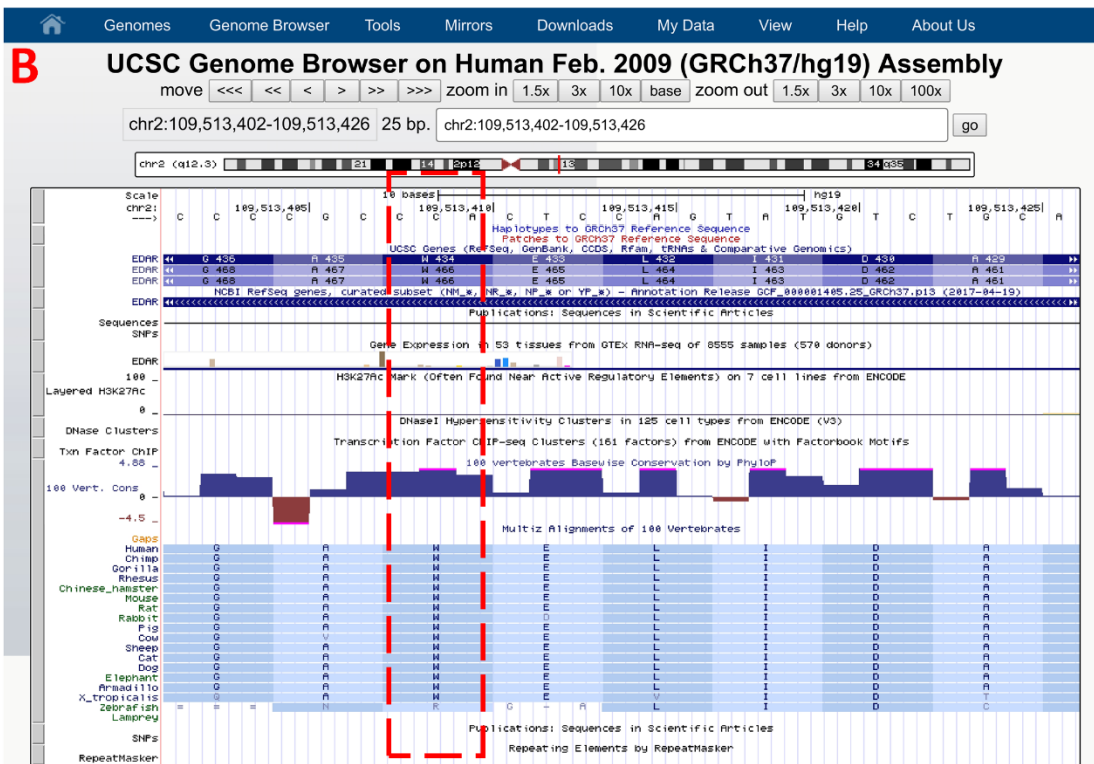 Genomes Genome Browser Tools Mirrors Downloads My Data View Help About Us
B
UCSC Genome Browser on Human Feb. 2009 (GRCh37/hg19) Assembly
move <<< << < > >> >>> zoom in 1.5x 3x 10x base zoom out 1.5x 3x 10x 100x
chr2:109,513,402-109,513,426 25 bp. chr2:109,513,402-109,513,426 go
chr2 (q12.3) 21 14 2p12 13 34 q35
Scale 10 bases hg19
chr2: 109,513,405| 109,513,410| 109,513,415| 109,513,420| 109,513,425|
---> C C C C G C C C A C T C C A G T A T G T C T G C A
Haplotypes to GRCh37 Reference Sequence
Patches to GRCh37 Reference Sequence
UCSC Genes (RefSeq, GenBank, CCDS, Rfam, tRNAs & Comparative Genomics)
EDAR G 436 A 435 W 434 E 433 L 432 I 431 D 430 A 429
EDAR G 468 A 467 W 466 E 465 L 464 I 463 D 462 A 461
EDAR G 468 A 467 W 466 E 465 L 464 I 463 D 462 A 461
NCBI RefSeq genes, curated subset (NM_*, NR_*, NP_* or YP_*) - Annotation Release GCF_000001405.25_GRCh37.p13 (2017-04-19)
EDAR
Publications: Sequences in Scientific Articles
Sequences
SNPs
Gene Expression in 53 tissues from GTEx RNA-seq of 8555 samples (570 donors)
EDAR
H3K27Ac Mark (Often Found Near Active Regulatory Elements) on 7 cell lines from ENCODE
100 _
Layered H3K27Ac
0 _
DNaseI Hypersensitivity Clusters in 125 cell types from ENCODE (V3)
DNase Clusters
Transcription Factor ChIP-seq Clusters (161 factors) from ENCODE with Factorbook Motifs
Txn Factor ChIP
100 vertebrates Basewise Conservation by PhyloP
4.88 _
100 Vert. Cons
0 _
-4.5 _
Multiz Alignments of 100 Vertebrates
Gaps
Human G A W E L I D A
Chimp G A W E L I D A
Gorilla G A W E L I D A
Rhesus G A W E L I D A
Chinese_hamster G A W E L I D A
Mouse G A W E L I D A
Rat G A W E L I D A
Rabbit G A W D L I D A
Pig G A W E L I D A
Cow G V W E L I D A
Sheep G A W E L I D A
Cat G A W E L I D A
Dog G A W E L I D A
Elephant G A W E L I D A
Armadillo G A W E L I D A
X_tropicalis Q A W E V I D T
Zebrafish = = = N R G - A L I D C
Lamprey
Publications: Sequences in Scientific Articles
SNPs
Repeating Elements by RepeatMasker
RepeatMasker